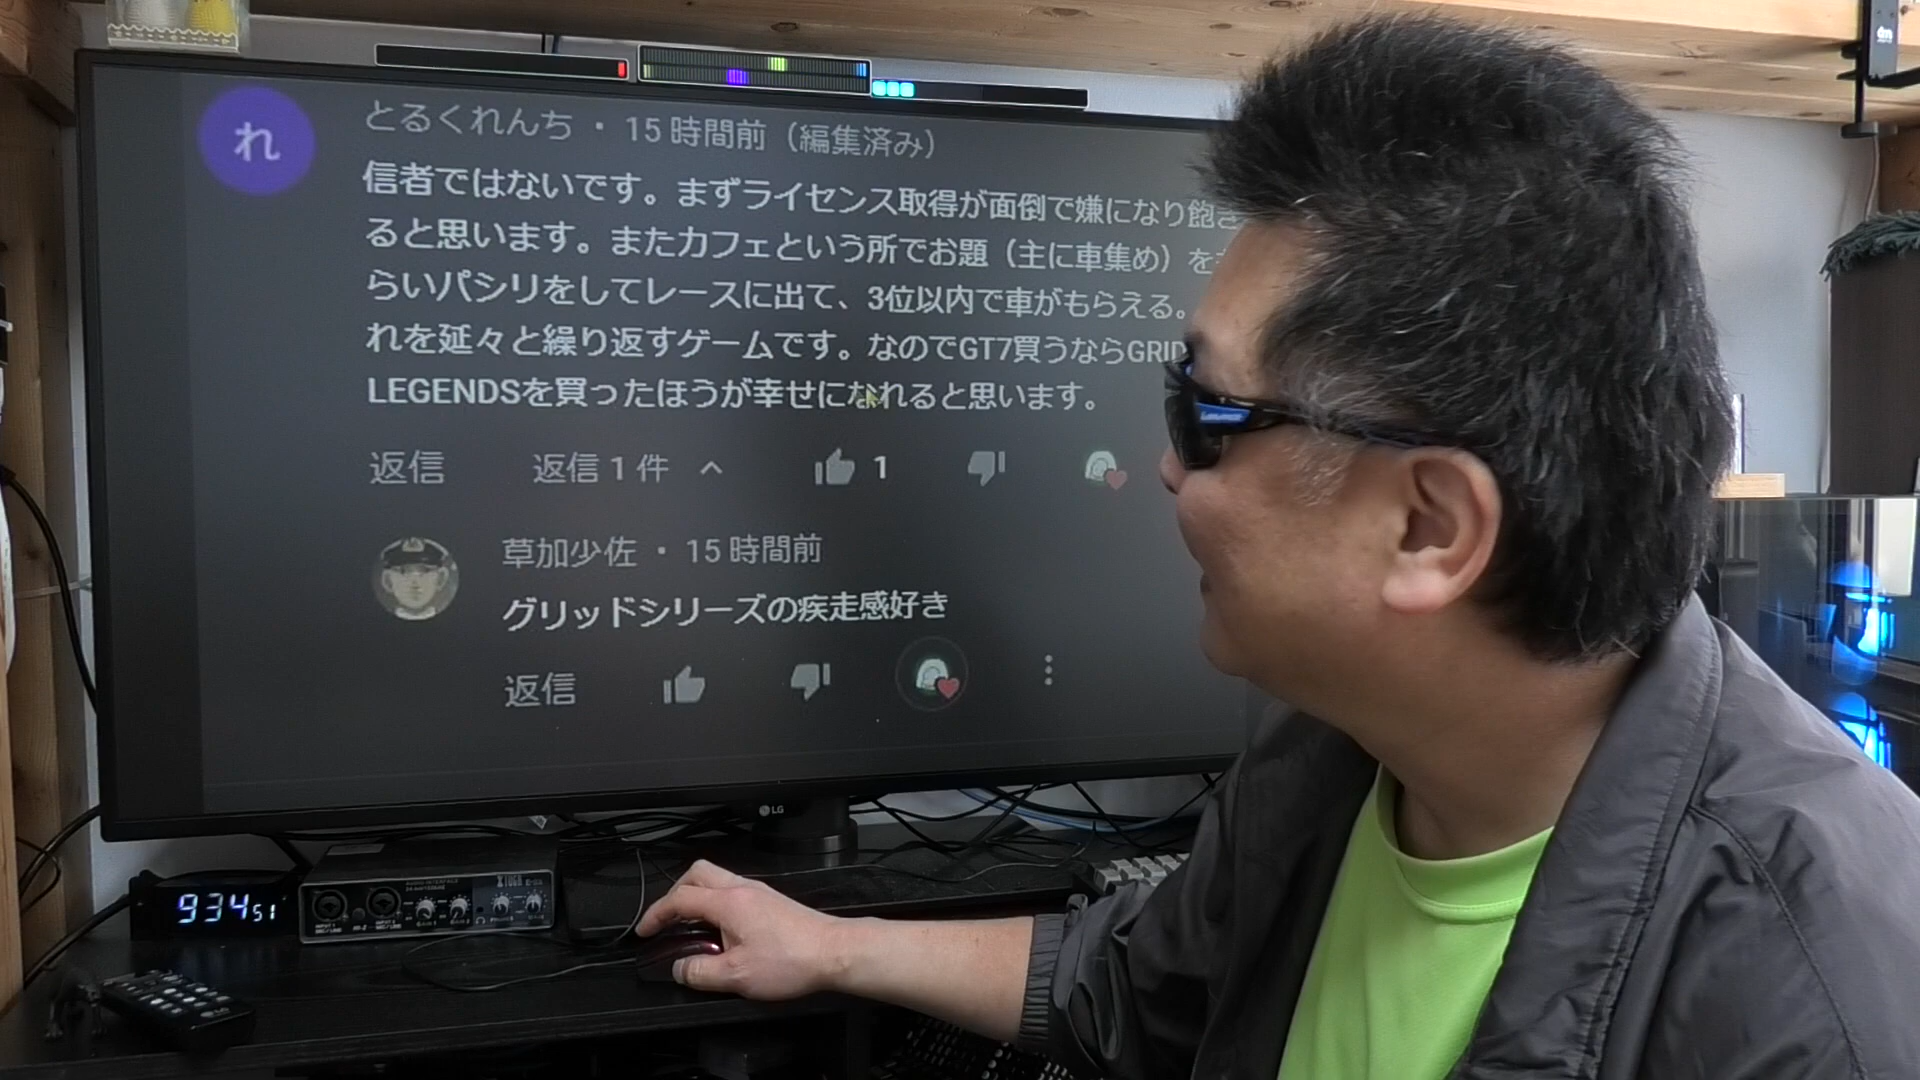 れ
とるくれんち・15 時間前（編集済み）
信者ではないです。まずライセンス取得が面倒で嫌になり飽き
ると思います。またカフェという所でお題（主に車集め）を
らいパシリをしてレースに出て、3位以内で車がもらえる。
れを延々と繰り返すゲームです。なのでGT7買うならGRID
LEGENDSを買ったほうが幸せになれると思います。
返信 返信 1 件 1
草加少佐・15 時間前
グリッドシリーズの疾走感好き
返信
LG
934 51